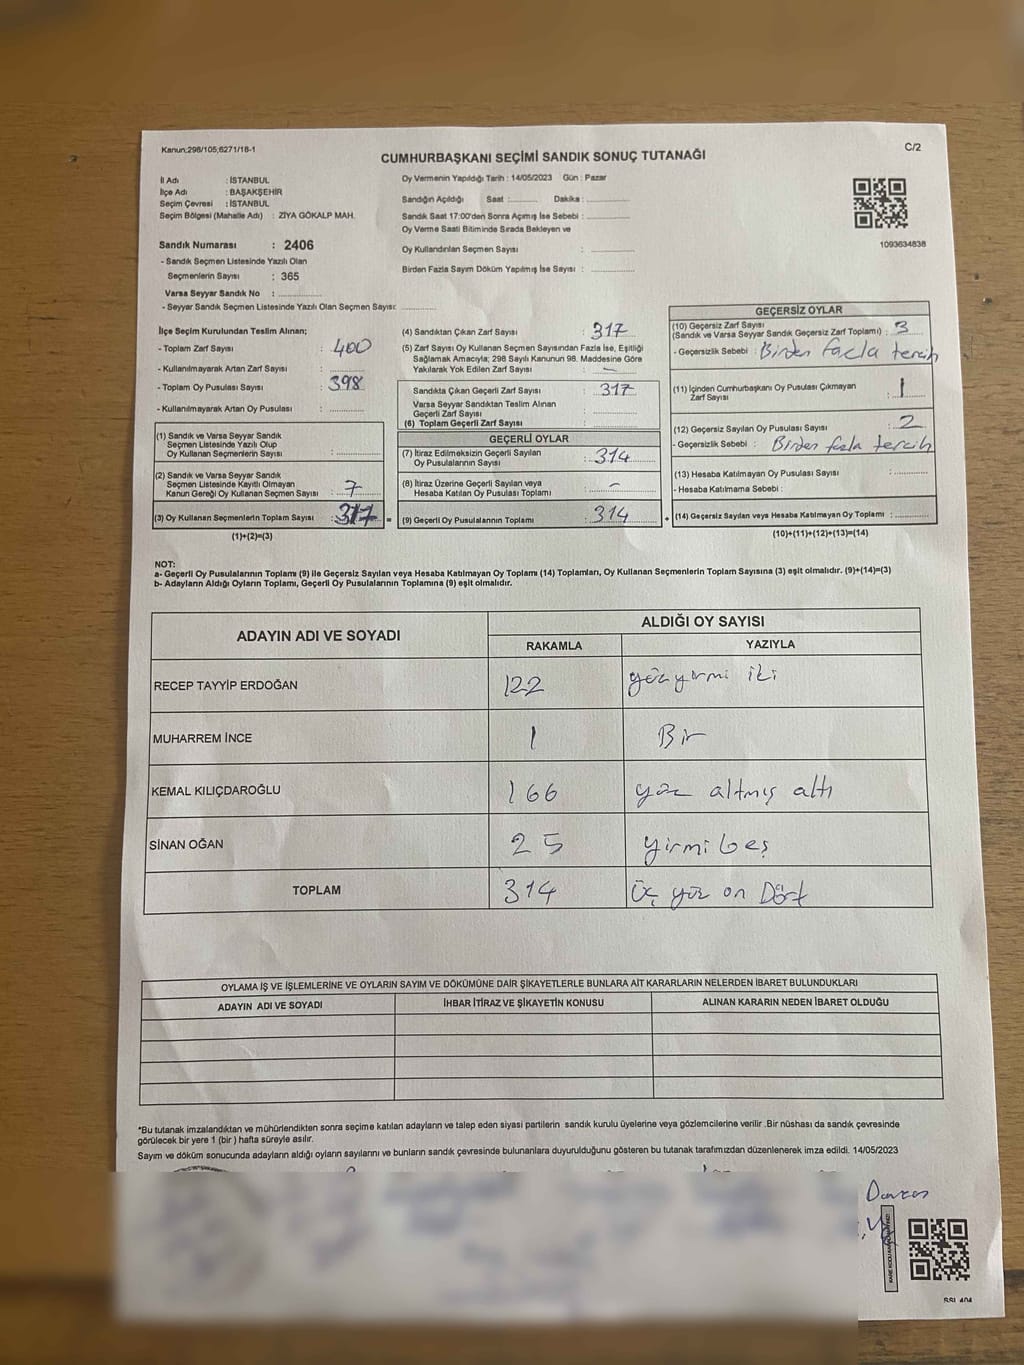 Kanun:298/105,6271/18-1
C/2
CUMHURBAŞKANI SEÇİMİ SANDIK SONUÇ TUTANAĞI
İl Adı : İSTANBUL
İlçe Adı : BAŞAKŞEHİR
Seçim Çevresi : İSTANBUL
Seçim Bölgesi (Mahalle Adı) : ZİYA GÖKALP MAH.
Sandık Numarası : 2406
- Sandık Seçmen Listesinde Yazılı Olan
Seçmenlerin Sayısı : 365
Varsa Seyyar Sandık No :
- Seyyar Sandık Seçmen Listesinde Yazılı Olan Seçmen Sayısı:
Oy Vermenin Yapıldığı Tarih : 14/05/2023 Gün : Pazar
Sandığın Açıldığı Saat : Dakika :
Sandık Saat 17:00'den Sonra Açmış İse Sebebi :
Oy Verme Saati Bitiminde Sırada Bekleyen ve
Oy Kullandırılan Seçmen Sayısı :
Birden Fazla Sayım Döküm Yapılmış İse Sayısı :
1093634838
İlçe Seçim Kurulundan Teslim Alınan;
- Toplam Zarf Sayısı : 400
- Kullanılmayarak Artan Zarf Sayısı :
- Toplam Oy Pusulası Sayısı : 398
- Kullanılmayarak Artan Oy Pusulası :
(1) Sandık ve Varsa Seyyar Sandık
Seçmen Listesinde Yazılı Olup
Oy Kullanan Seçmenlerin Sayısı :
(2) Sandık ve Varsa Seyyar Sandık
Seçmen Listesinde Kayıtlı Olmayan
Kanun Gereği Oy Kullanan Seçmen Sayısı : 7
(3) Oy Kullanan Seçmenlerin Toplam Sayısı : 317
(1)+(2)=(3)
(4) Sandıktan Çıkan Zarf Sayısı : 317
(5) Zarf Sayısı Oy Kullanan Seçmen Sayısından Fazla İse, Eşitliği
Sağlamak Amacıyla; 298 Sayılı Kanunun 98. Maddesine Göre
Yakılarak Yok Edilen Zarf Sayısı : -
Sandıkta Çıkan Geçerli Zarf Sayısı : 317
Varsa Seyyar Sandıktan Teslim Alınan
Geçerli Zarf Sayısı :
(6) Toplam Geçerli Zarf Sayısı :
GEÇERLİ OYLAR
(7) İtiraz Edilmeksizin Geçerli Sayılan
Oy Pusulalarının Sayısı : 314
(8) İtiraz Üzerine Geçerli Sayılan veya
Hesaba Katılan Oy Pusulası Toplamı : -
= (9) Geçerli Oy Pusulalarının Toplamı : 314
GEÇERSİZ OYLAR
(10) Geçersiz Zarf Sayısı
(Sandık ve Varsa Seyyar Sandık Geçersiz Zarf Toplamı) : 3
- Geçersizlik Sebebi : Birden facla tercih
(11) İçinden Cumhurbaşkanı Oy Pusulası Çıkmayan
Zarf Sayısı : 1
(12) Geçersiz Sayılan Oy Pusulası Sayısı : 2
- Geçersizlik Sebebi : Birden fazla tercih
(13) Hesaba Katılmayan Oy Pusulası Sayısı :
- Hesaba Katılmama Sebebi :
+ (14) Geçersiz Sayılan veya Hesaba Katılmayan Oy Toplamı :
(10)+(11)+(12)+(13)=(14)
NOT:
a- Geçerli Oy Pusulalarının Toplamı (9) ile Geçersiz Sayılan veya Hesaba Katılmayan Oy Toplamı (14) Toplamları, Oy Kullanan Seçmenlerin Toplam Sayısına (3) eşit olmalıdır. (9)+(14)=(3)
b- Adayların Aldığı Oyların Toplamı, Geçerli Oy Pusulalarının Toplamına (9) eşit olmalıdır.
ADAYIN ADI VE SOYADI
ALDIĞI OY SAYISI
RAKAMLA YAZIYLA
RECEP TAYYİP ERDOĞAN 122 yüzyirmi iki
MUHARREM İNCE 1 Bir
KEMAL KILIÇDAROĞLU 166 yüz altmış altı
SİNAN OĞAN 25 yirmi beş
TOPLAM 314 Üç yüz on Dört
OYLAMA İŞ VE İŞLEMLERİNE VE OYLARIN SAYIM VE DÖKÜMÜNE DAİR ŞİKAYETLERLE BUNLARA AİT KARARLARIN NELERDEN İBARET BULUNDUKLARI
ADAYIN ADI VE SOYADI İHBAR İTİRAZ VE ŞİKAYETİN KONUSU ALINAN KARARIN NEDEN İBARET OLDUĞU
*Bu tutanak imzalandıktan ve mühürlendikten sonra seçime katılan adayların ve talep eden siyasi partilerin sandık kurulu üyelerine veya gözlemcilerine verilir .Bir nüshası da sandık çevresinde
görülecek bir yere 1 (bir ) hafta süreyle asılır.
Sayım ve döküm sonucunda adayların aldığı oyların sayılarını ve bunların sandık çevresinde bulunanlara duyurulduğunu gösteren bu tutanak tarafımızdan düzenlenerek imza edildi. 14/05/2023